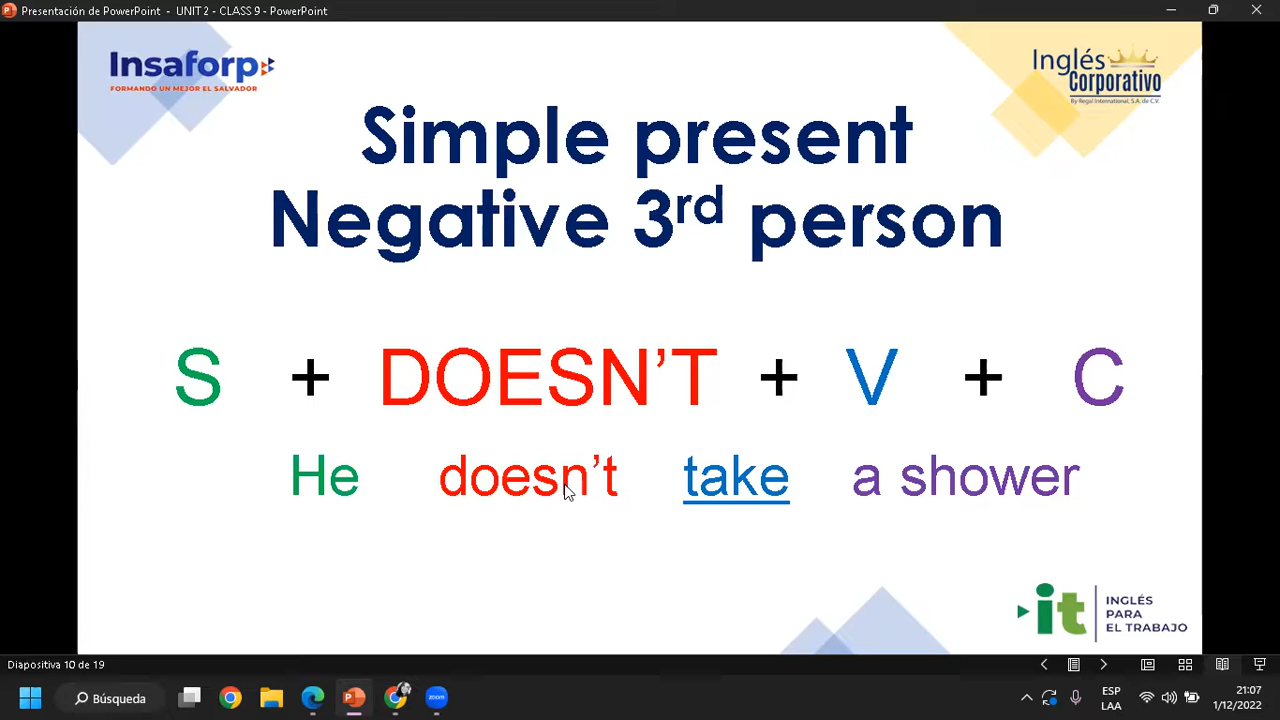 Presentación de PowerPoint - UNIT 2 - CLASS 9 - PowerPoint
Insaforp
FORMANDO UN MEJOR EL SALVADOR
Inglés
Corporativo
By Regal International, S.A. de C.V.
Simple present
Negative 3rd person
S + DOESN’T + V + C
He doesn’t take a shower
it
INGLÉS
PARA
EL TRABAJO
Diapositiva 10 de 19
Búsqueda
zoom
ESP
LAA
21:07
1/12/2022